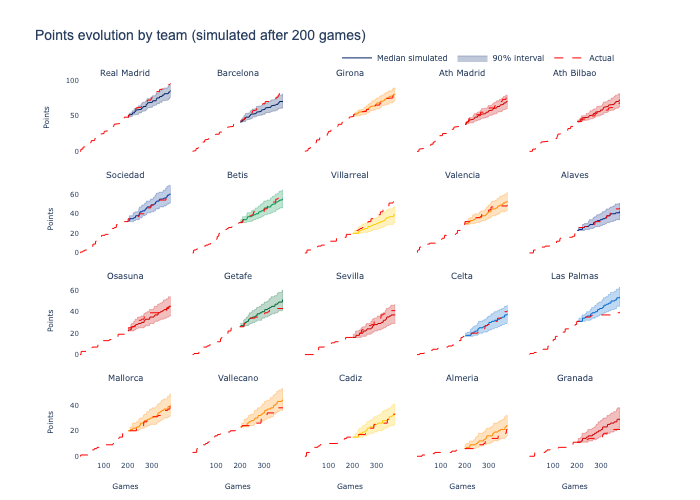 Points evolution by team (simulated after 200 games)
Median simulated 90% interval Actual
Real Madrid Barcelona Girona Ath Madrid Ath Bilbao
100
50
0
Points
Sociedad Betis Villarreal Valencia Alaves
60
40
20
0
Points
Osasuna Getafe Sevilla Celta Las Palmas
60
40
20
0
Points
Mallorca Vallecano Cadiz Almeria Granada
40
20
0
Points
100 200 300 100 200 300 100 200 300 100 200 300 100 200 300
Games Games Games Games Games